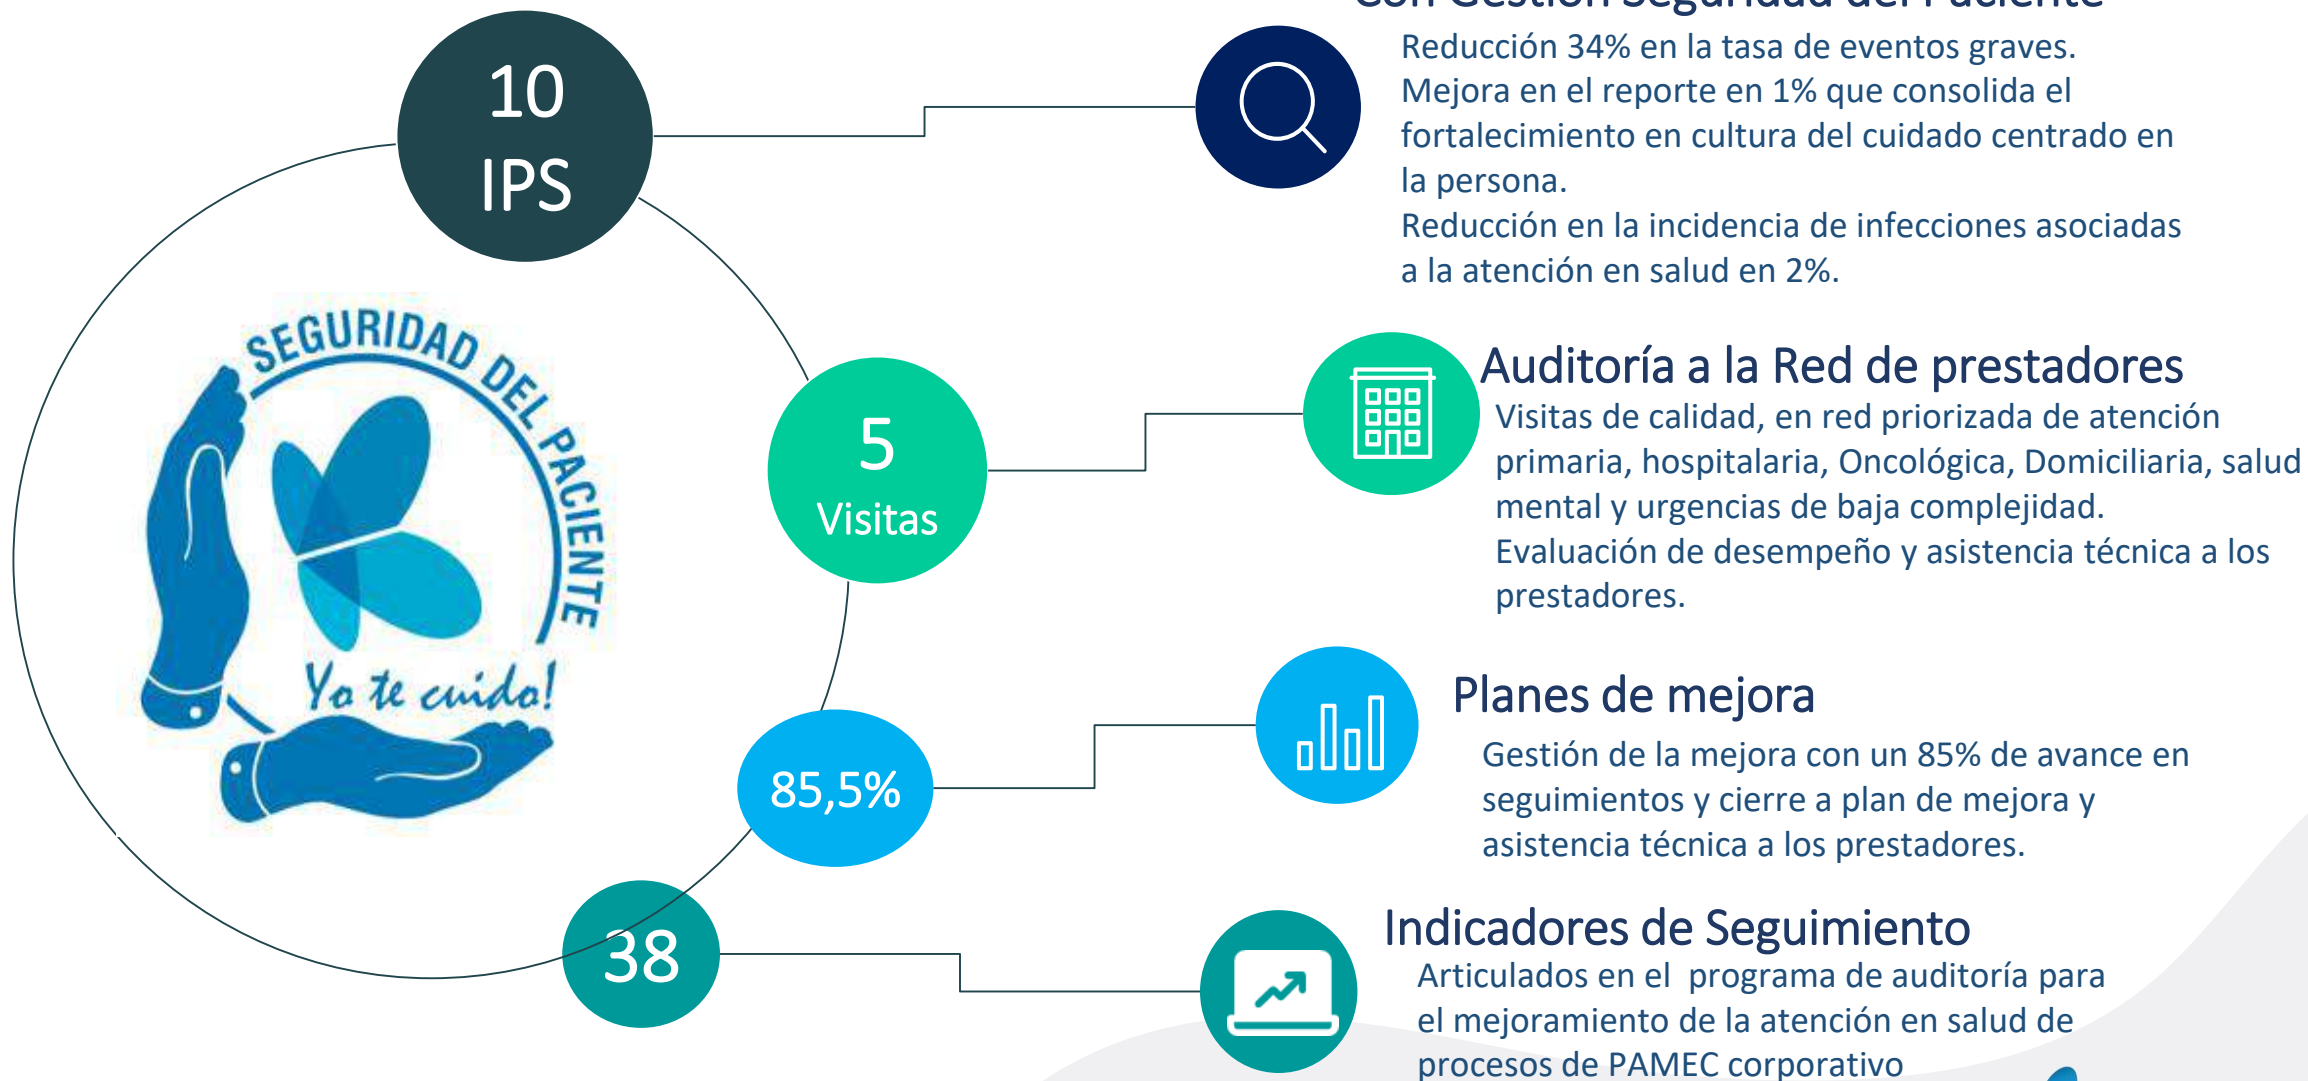 Con Gestión Seguridad del Paciente
10
IPS
Reducción 34% en la tasa de eventos graves.
Mejora en el reporte en 1% que consolida el
fortalecimiento en cultura del cuidado centrado en
la persona.
Reducción en la incidencia de infecciones asociadas
a la atención en salud en 2%.
SEGURIDAD DEL PACIENTE
Yo te cuido!
5
Visitas
Auditoría a la Red de prestadores
Visitas de calidad, en red priorizada de atención
primaria, hospitalaria, Oncológica, Domiciliaria, salud
mental y urgencias de baja complejidad.
Evaluación de desempeño y asistencia técnica a los
prestadores.
85,5%
Planes de mejora
Gestión de la mejora con un 85% de avance en
seguimientos y cierre a plan de mejora y
asistencia técnica a los prestadores.
38
Indicadores de Seguimiento
Articulados en el  programa de auditoría para
el mejoramiento de la atención en salud de
procesos de PAMEC corporativo